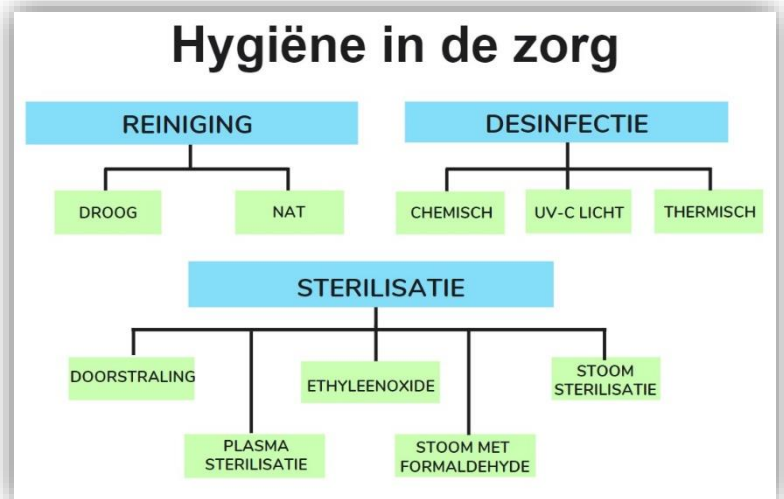 Hygiëne in de zorg
REINIGING
DROOG
NAT
DESINFECTIE
CHEMISCH
UV-C LICHT
THERMISCH
STERILISATIE
DOORSTRALING
PLASMA
STERILISATIE
ETHYLEENOXIDE
STOOM MET
FORMALDEHYDE
STOOM
STERILISATIE